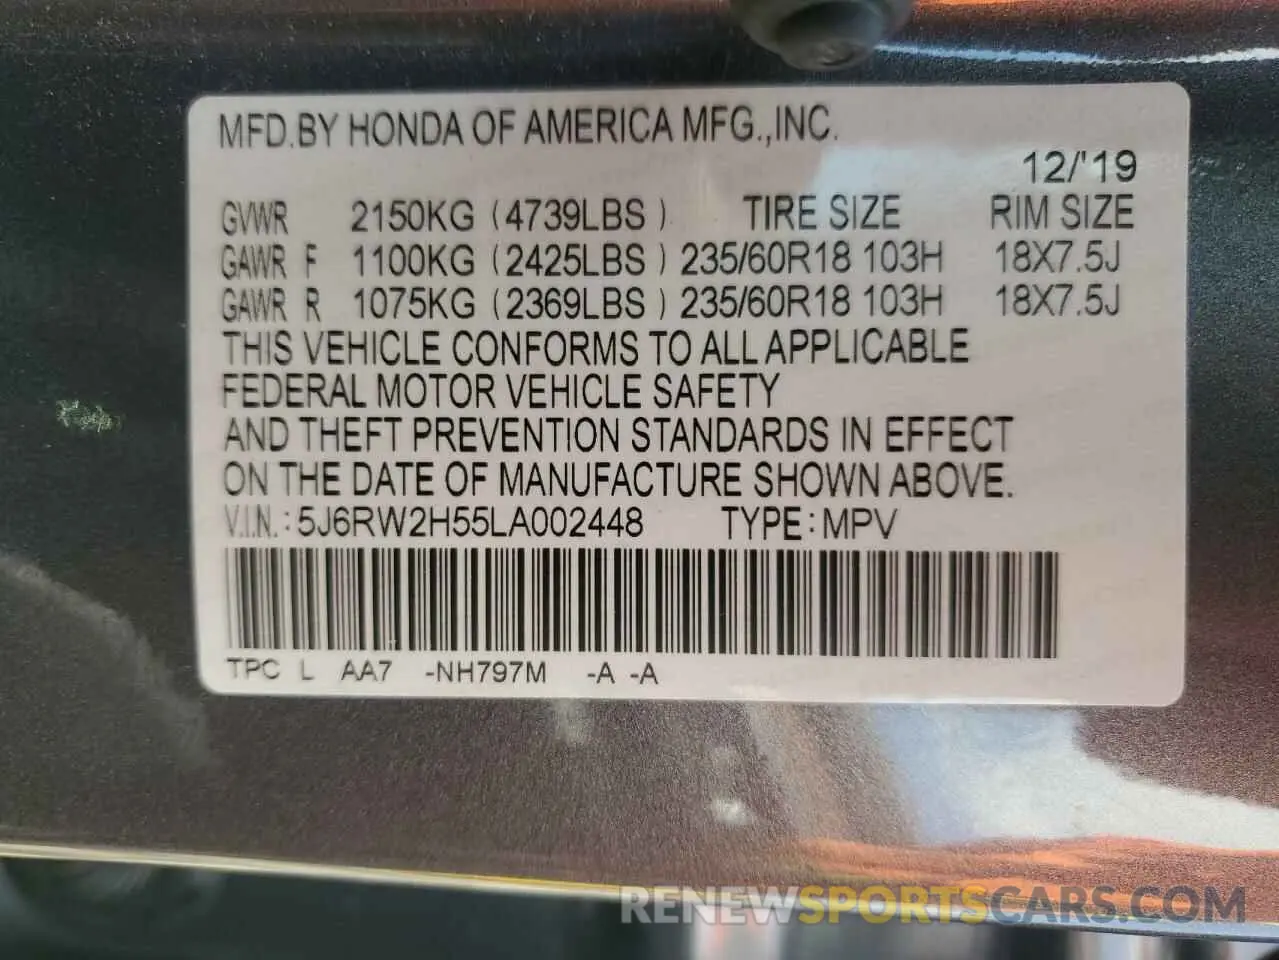 MFD.BY HONDA OF AMERICA MFG.,INC.
12/'19
GVWR 2150KG (4739LBS ) TIRE SIZE RIM SIZE
GAWR F 1100KG (2425LBS ) 235/60R18 103H 18X7.5J
GAWR R 1075KG (2369LBS ) 235/60R18 103H 18X7.5J
THIS VEHICLE CONFORMS TO ALL APPLICABLE
FEDERAL MOTOR VEHICLE SAFETY
AND THEFT PREVENTION STANDARDS IN EFFECT
ON THE DATE OF MANUFACTURE SHOWN ABOVE.
V.I.N.: 5J6RW2H55LA002448 TYPE: MPV
TPC L AA7 -NH797M -A -A
RENEWSPORTSCARS.COM